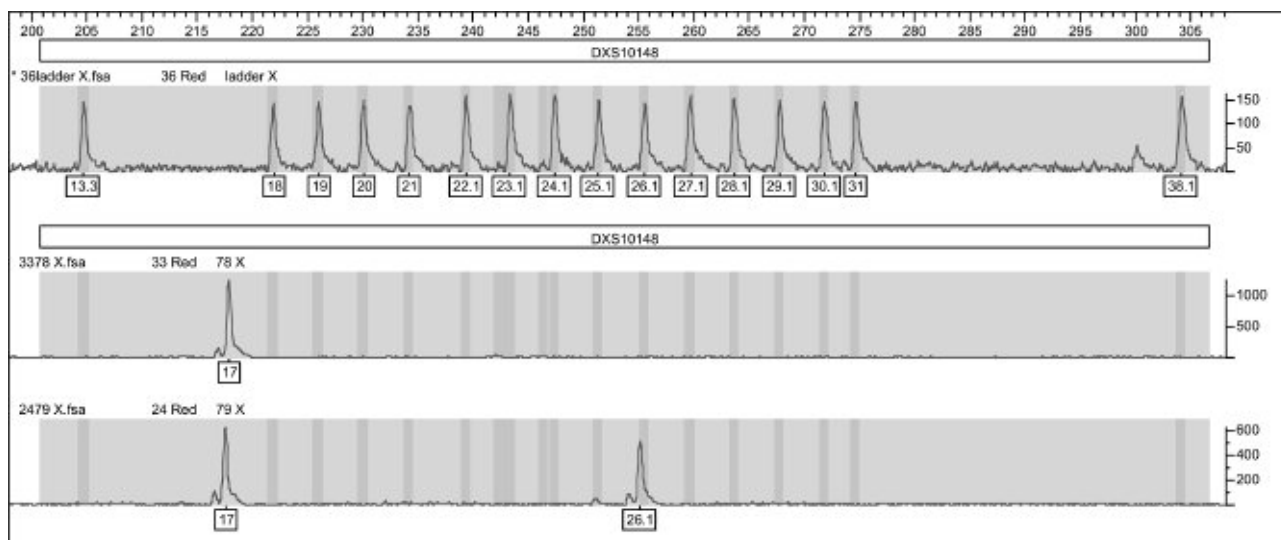 200 205 210 215 220 225 230 235 240 245 250 255 260 265 270 275 280 285 290 295 300 305
DXS10148
* 36ladder X.fsa 36 Red ladder X
150
100
50
13.3 18 19 20 21 22.1 23.1 24.1 25.1 26.1 27.1 28.1 29.1 30.1 31 38.1
DXS10148
3378 X.fsa 33 Red 78 X
1000
500
17
2479 X.fsa 24 Red 79 X
600
400
200
17 26.1